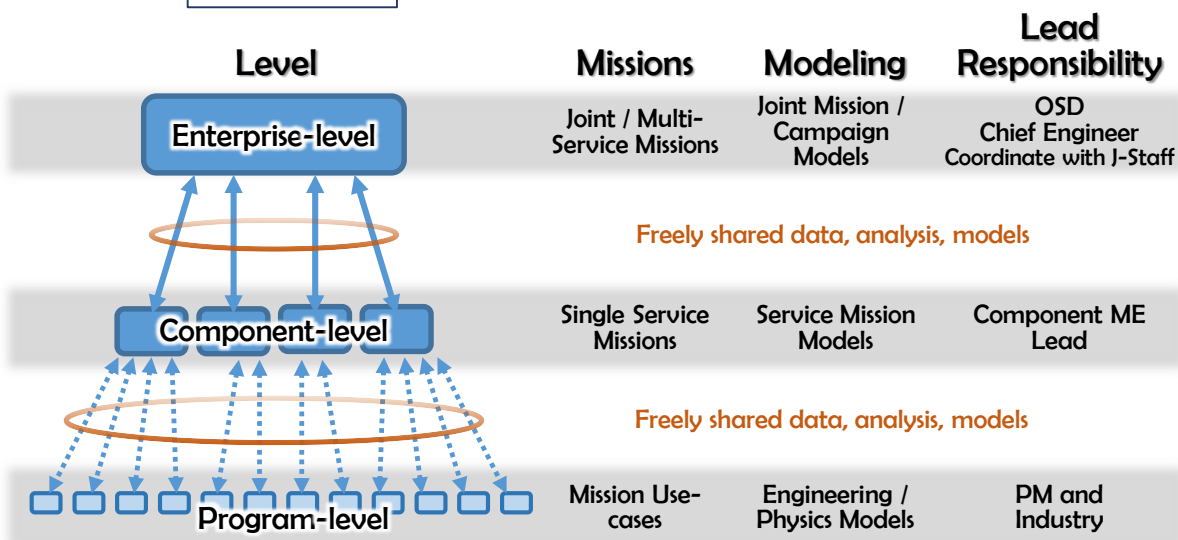 Level
Missions
Modeling
Lead
Responsibility
Enterprise-level
Joint / Multi-
Service Missions
Joint Mission /
Campaign
Models
OSD
Chief Engineer
Coordinate with J-Staff
Freely shared data, analysis, models
Component-level
Single Service
Missions
Service Mission
Models
Component ME
Lead
Freely shared data, analysis, models
Program-level
Mission Use-
cases
Engineering /
Physics Models
PM and
Industry